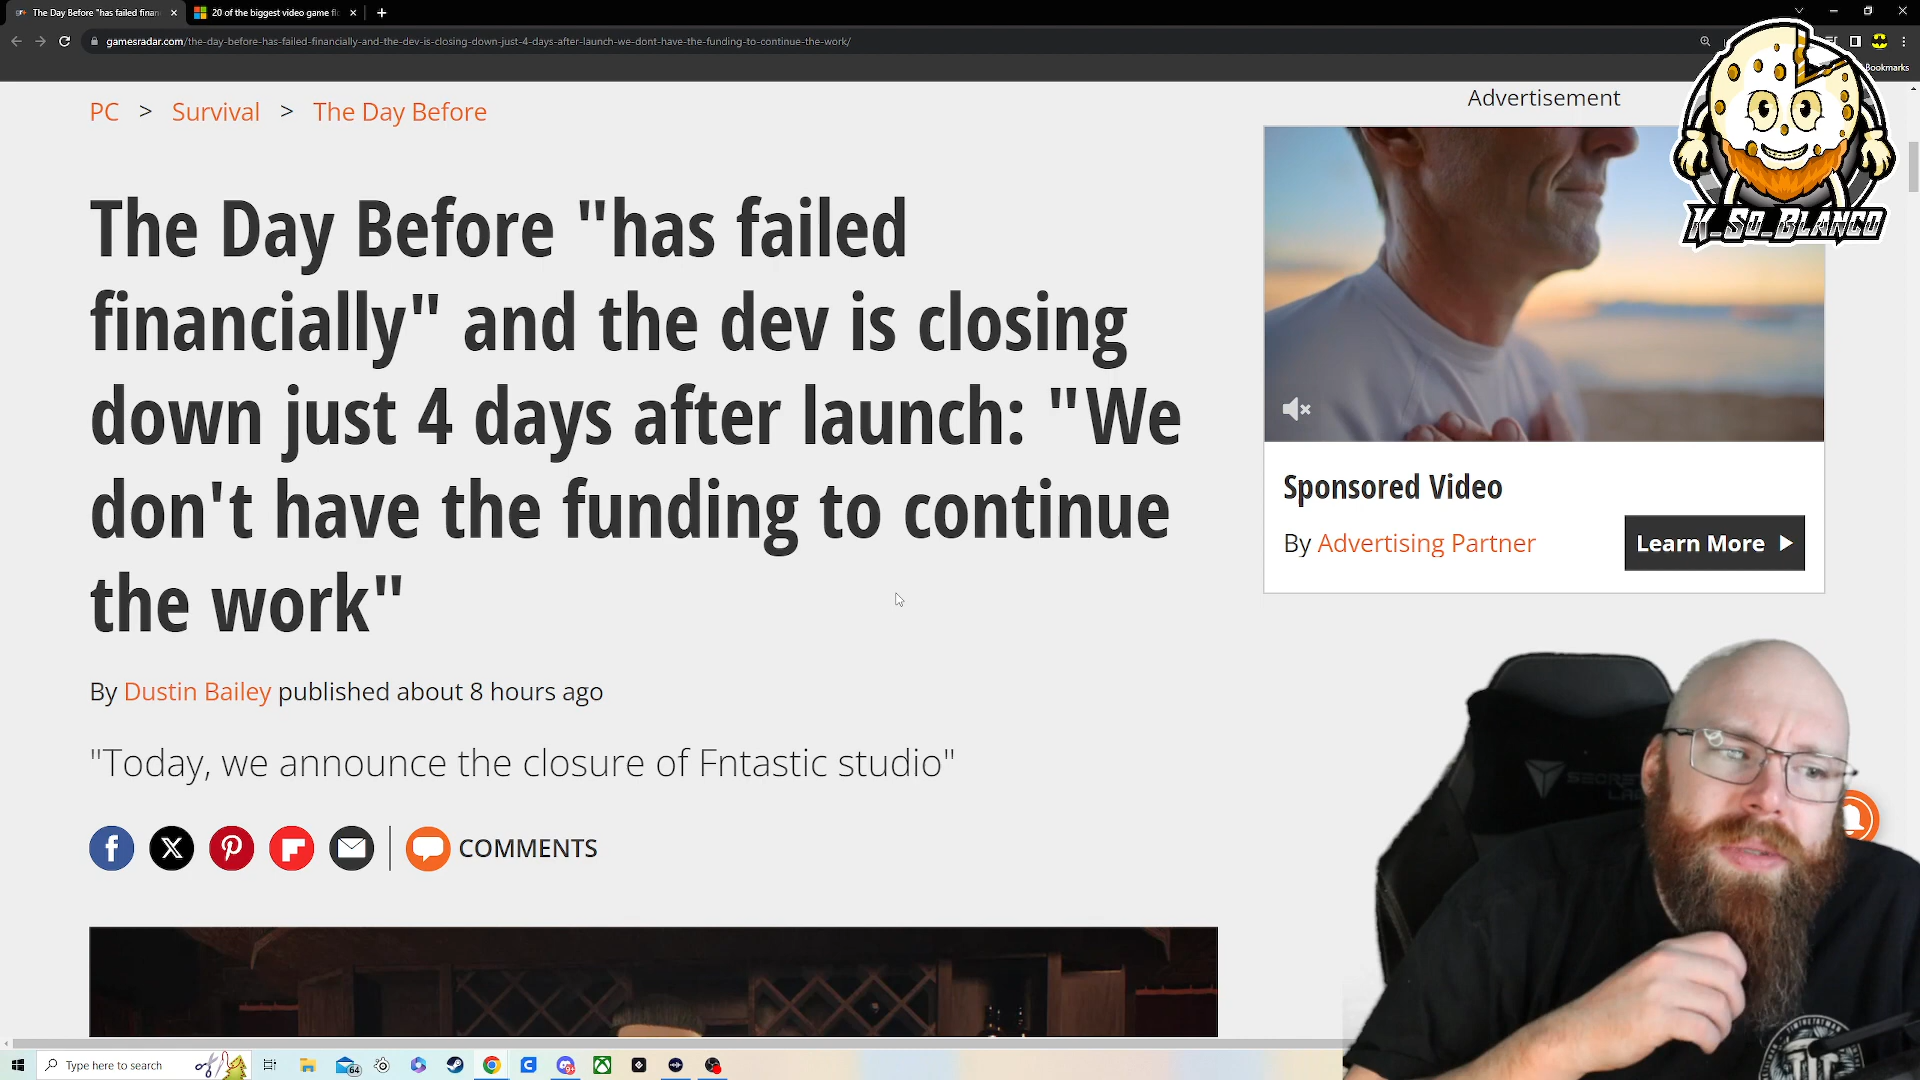 The Day Before "has failed finan
20 of the biggest video game fl
gamesradar.com/the-day-before-has-failed-financially-and-the-dev-is-closing-down-just-4-days-after-launch-we-dont-have-the-funding-to-continue-the-work/
Bookmarks
PC > Survival > The Day Before
Advertisement
K_So_Blanco
The Day Before "has failed
financially" and the dev is closing
down just 4 days after launch: "We
don't have the funding to continue
the work"
Sponsored Video
By Advertising Partner
Learn More
By Dustin Bailey published about 8 hours ago
"Today, we announce the closure of Fntastic studio"
COMMENTS
Type here to search
64